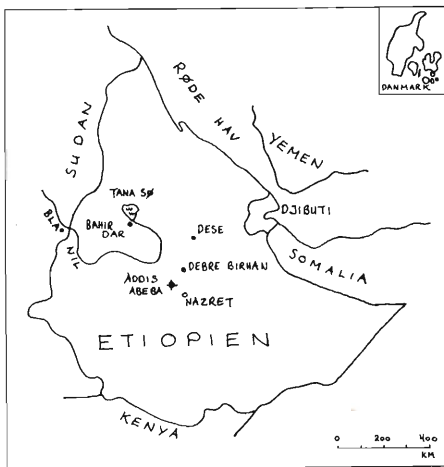 DANMARK
RØDE HAV
SUDAN
YEMEN
TANA SØ
BLÅ NIL
BAHIR DAR
DJIBUTI
DESE
SOMALIA
DEBRE BIRHAN
ADDIS ABEBA
NAZRET
ETIOPIEN
KENYA
0 200 400
KM